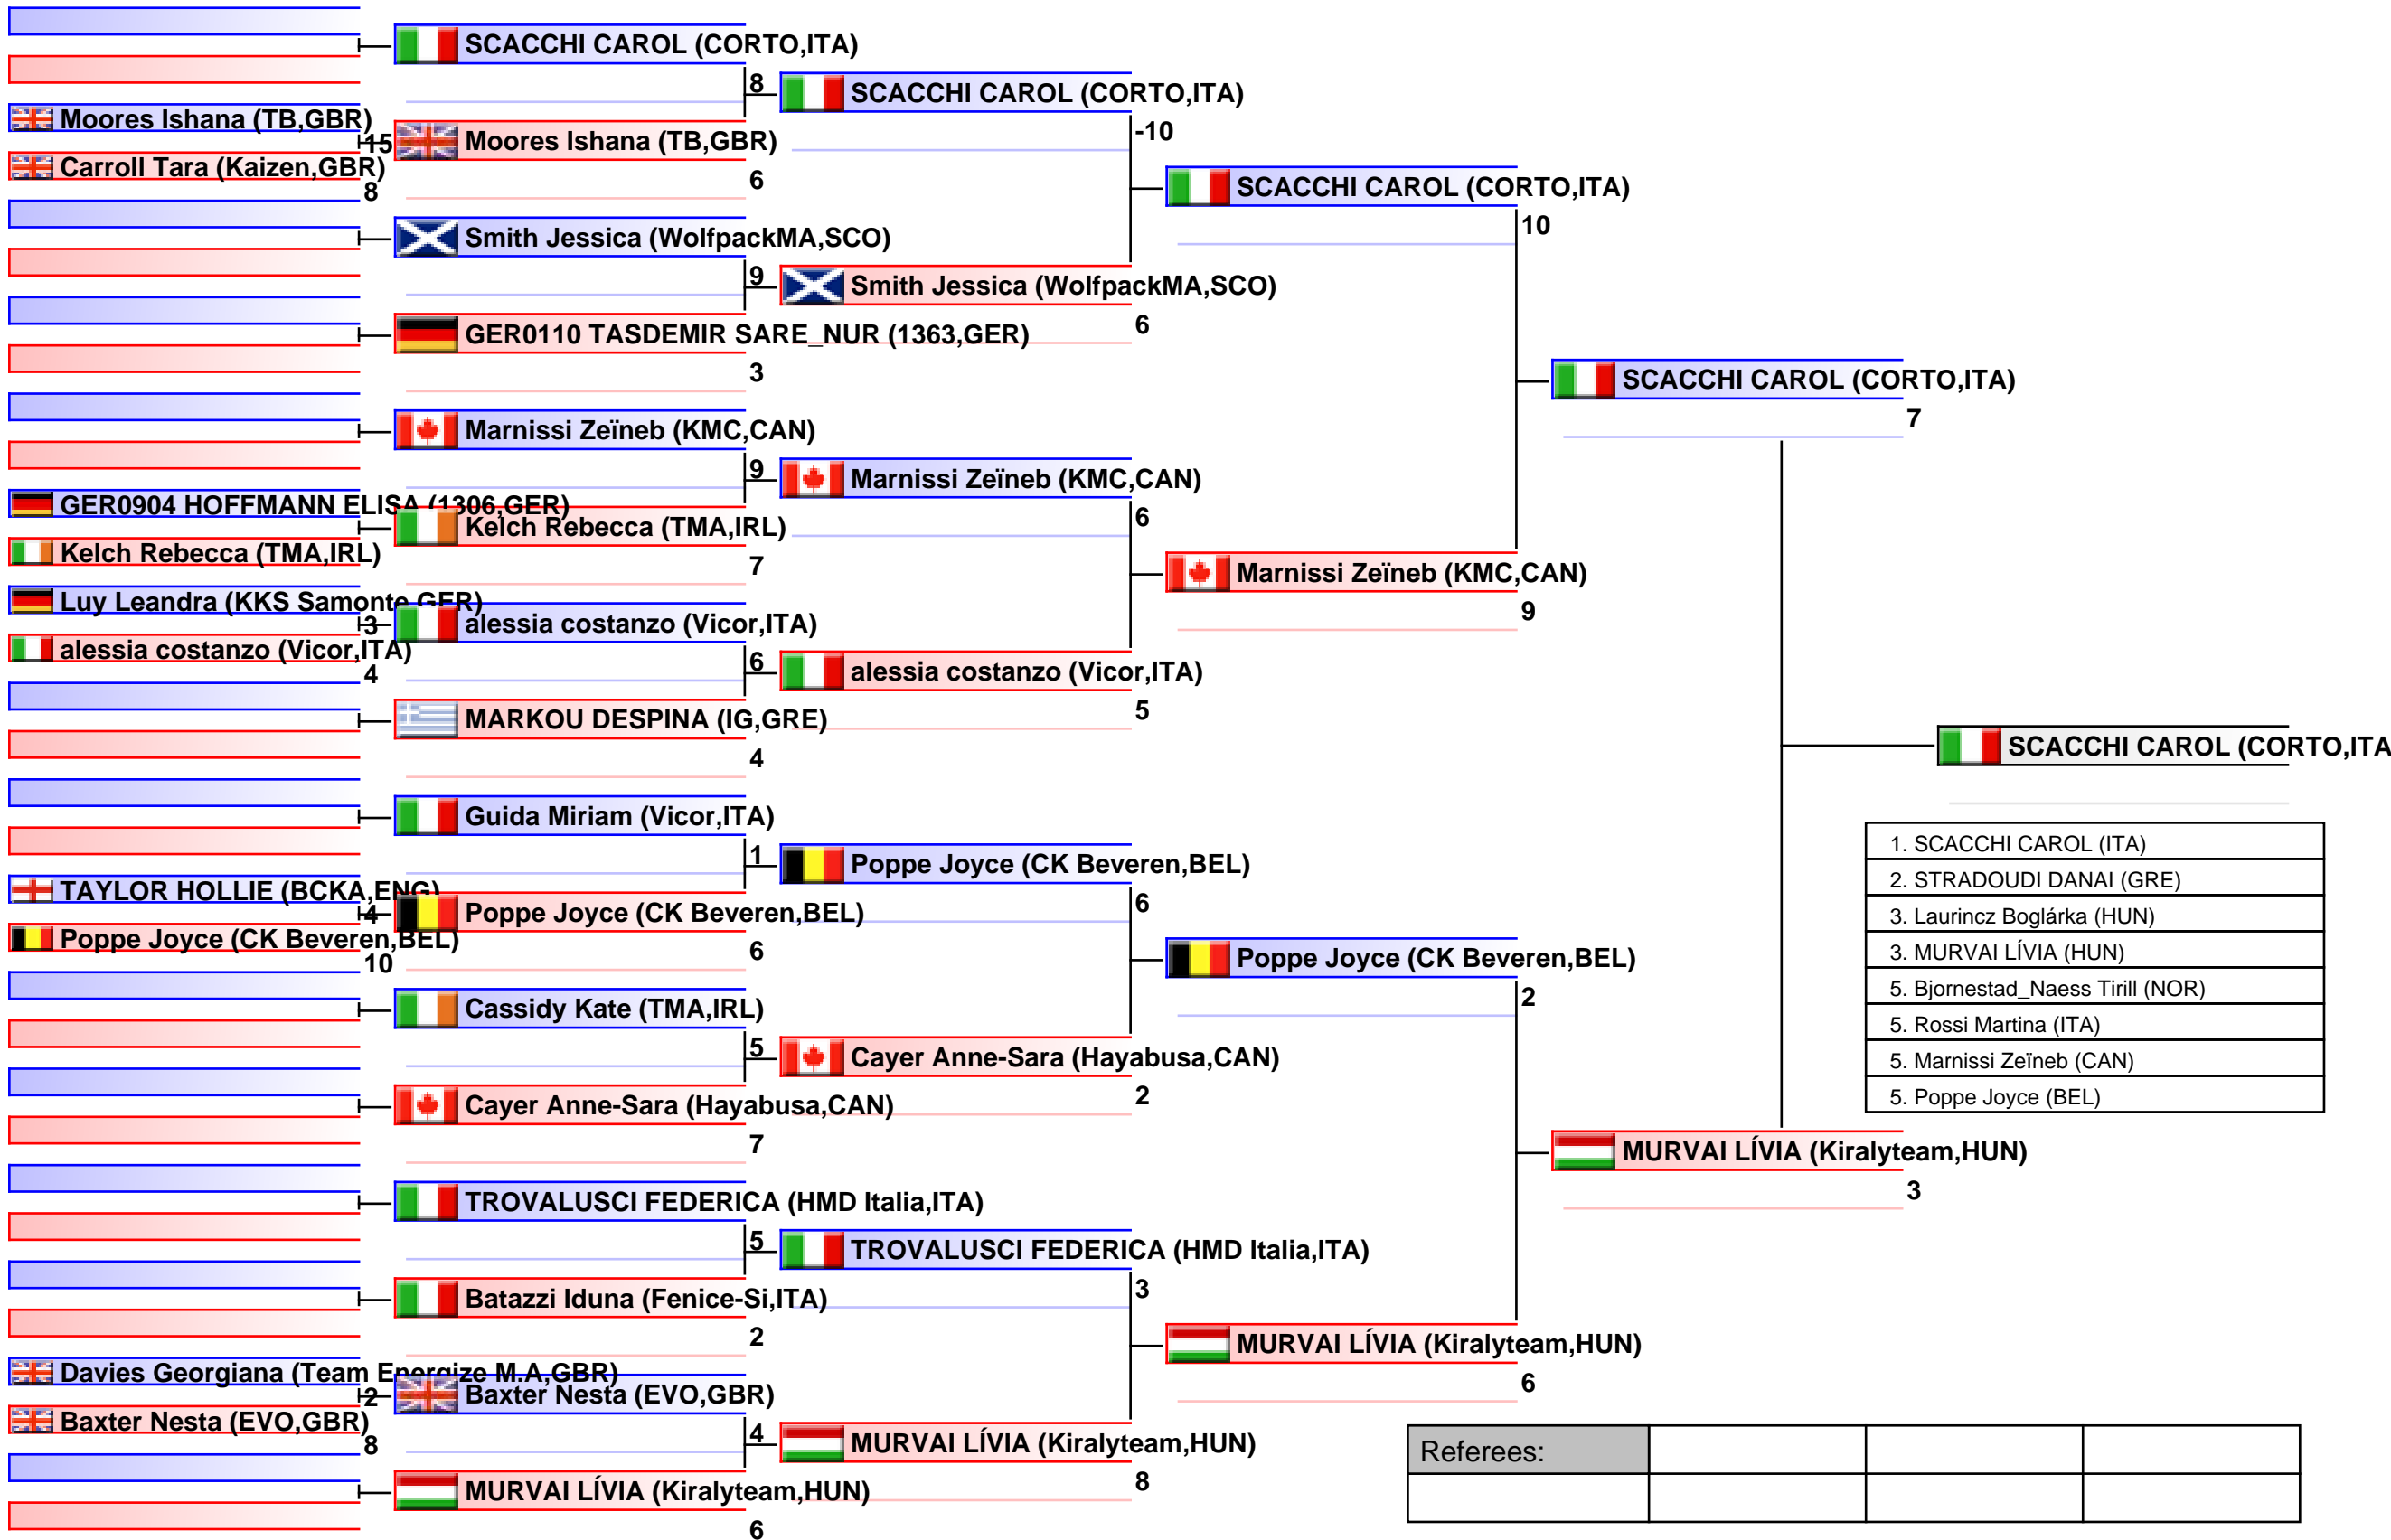 Moores Ishana (TB,GBR)
15
Carroll Tara (Kaizen,GBR)
8
GER0904 HOFFMANN ELISA (1306,GER)
Kelch Rebecca (TMA,IRL)
Luy Leandra (KKS Samonte,GER)
3
alessia costanzo (Vicor,ITA)
4
TAYLOR HOLLIE (BCKA,ENG)
4
Poppe Joyce (CK Beveren,BEL)
10
Davies Georgiana (Team Energize M.A,GBR)
2
Baxter Nesta (EVO,GBR)
8
SCACCHI CAROL (CORTO,ITA)
8
Moores Ishana (TB,GBR)
6
Smith Jessica (WolfpackMA,SCO)
9
GER0110 TASDEMIR SARE_NUR (1363,GER)
3
Marnissi Zeïneb (KMC,CAN)
9
Kelch Rebecca (TMA,IRL)
7
alessia costanzo (Vicor,ITA)
6
MARKOU DESPINA (IG,GRE)
4
Guida Miriam (Vicor,ITA)
1
Poppe Joyce (CK Beveren,BEL)
6
Cassidy Kate (TMA,IRL)
5
Cayer Anne-Sara (Hayabusa,CAN)
7
TROVALUSCI FEDERICA (HMD Italia,ITA)
5
Batazzi Iduna (Fenice-Si,ITA)
2
Baxter Nesta (EVO,GBR)
4
MURVAI LÍVIA (Kiralyteam,HUN)
6
SCACCHI CAROL (CORTO,ITA)
-10
Smith Jessica (WolfpackMA,SCO)
6
Marnissi Zeïneb (KMC,CAN)
6
alessia costanzo (Vicor,ITA)
5
Poppe Joyce (CK Beveren,BEL)
6
Cayer Anne-Sara (Hayabusa,CAN)
2
TROVALUSCI FEDERICA (HMD Italia,ITA)
3
MURVAI LÍVIA (Kiralyteam,HUN)
8
SCACCHI CAROL (CORTO,ITA)
10
Marnissi Zeïneb (KMC,CAN)
9
Poppe Joyce (CK Beveren,BEL)
2
MURVAI LÍVIA (Kiralyteam,HUN)
6
SCACCHI CAROL (CORTO,ITA)
7
MURVAI LÍVIA (Kiralyteam,HUN)
3
SCACCHI CAROL (CORTO,ITA
1. SCACCHI CAROL (ITA)
2. STRADOUDI DANAI (GRE)
3. Laurincz Boglárka (HUN)
3. MURVAI LÍVIA (HUN)
5. Bjornestad_Naess Tirill (NOR)
5. Rossi Martina (ITA)
5. Marnissi Zeïneb (CAN)
5. Poppe Joyce (BEL)
Referees: